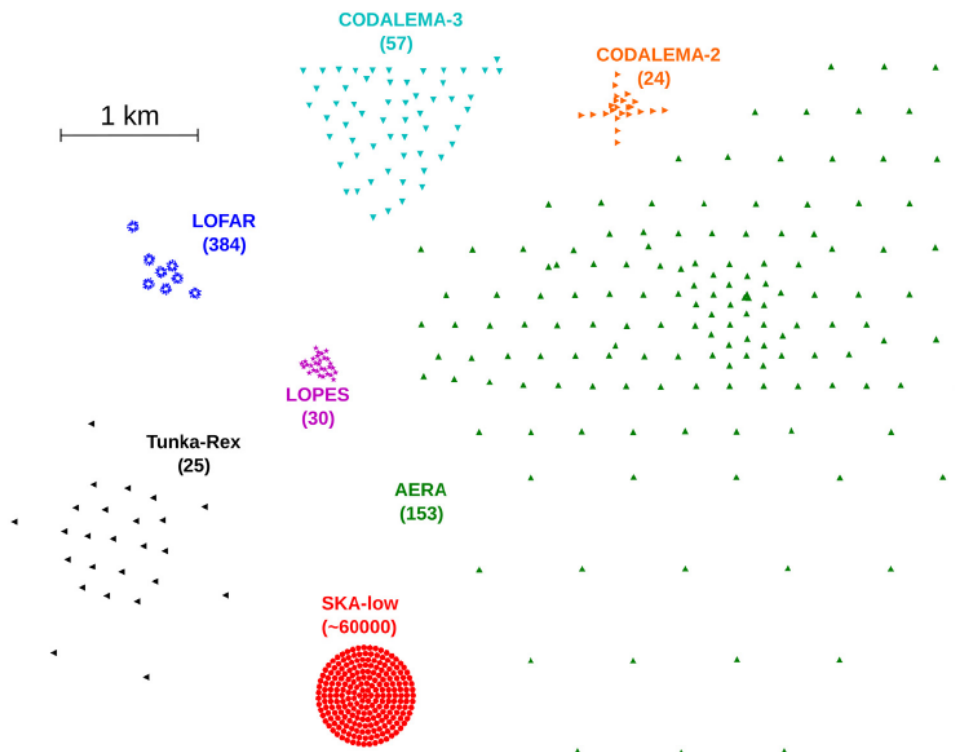 CODALEMA-3
(57)
CODALEMA-2
(24)
1 km
LOFAR
(384)
LOPES
(30)
Tunka-Rex
(25)
AERA
(153)
SKA-low
(~60000)